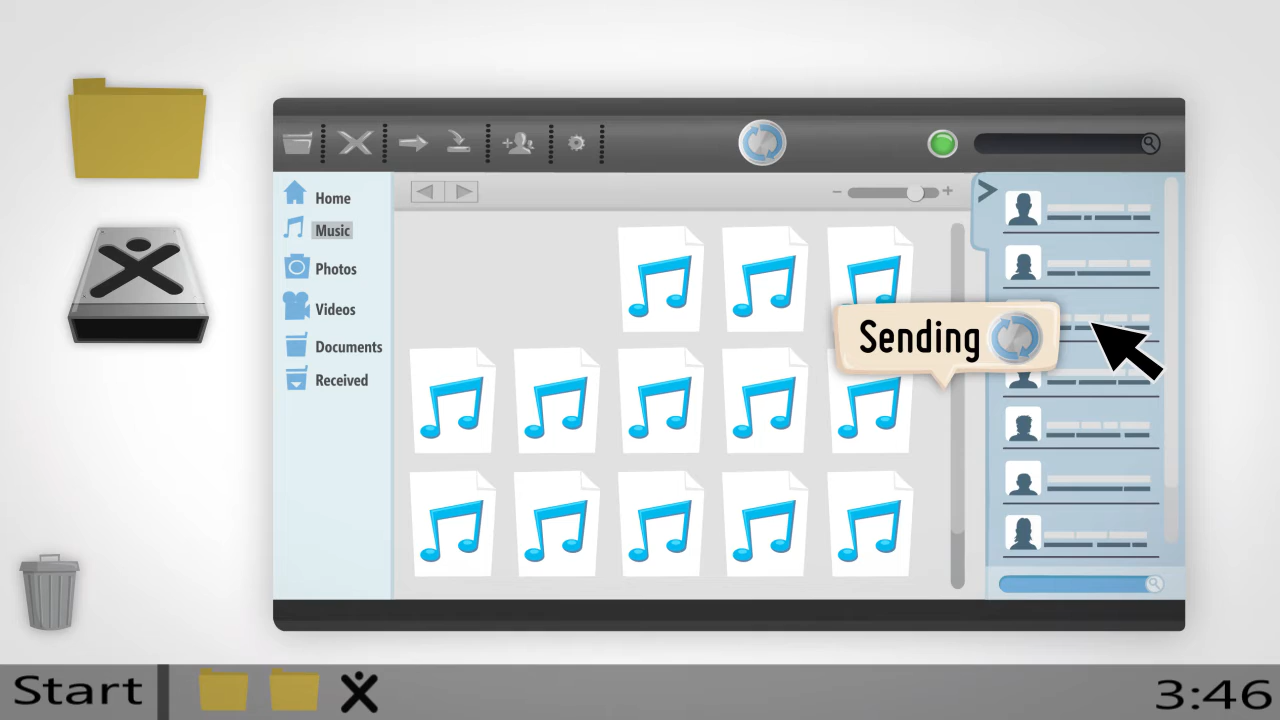 Home
Music
Photos
Videos
Documents
Received
Sending
Start
3:46